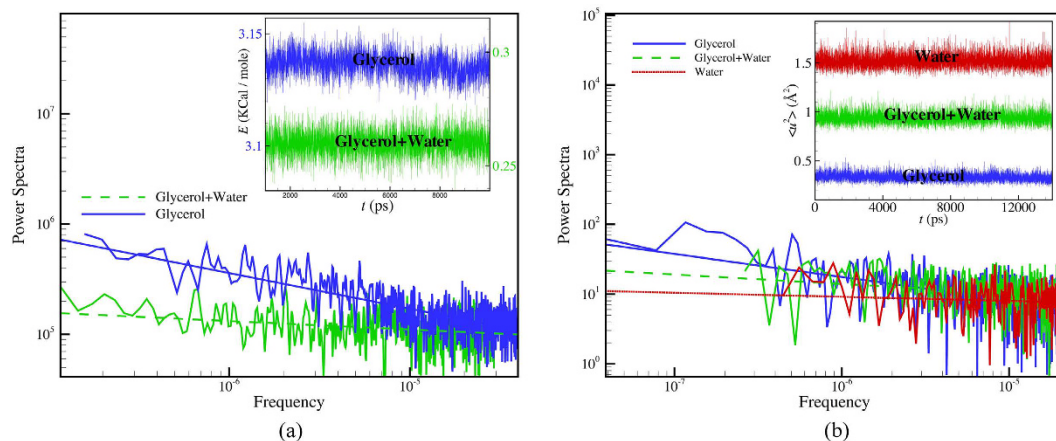 3.15
Glycerol
0.3
E (KCal / mole)
Glycerol+Water
3.1
0.25
2000 4000 6000 8000
t (ps)
10^7
Power Spectra
Glycerol+Water
Glycerol
10^6
10^5
10^-6 10^-5
Frequency
(a)
10^5
Glycerol
Glycerol+Water
Water
10^4
1.5
Water
<u^2> (Å^2)
1
Glycerol+Water
0.5
Glycerol
0 4000 8000 12000
t (ps)
10^3
Power Spectra
10^2
10^1
10^0
10^-7 10^-6 10^-5
Frequency
(b)